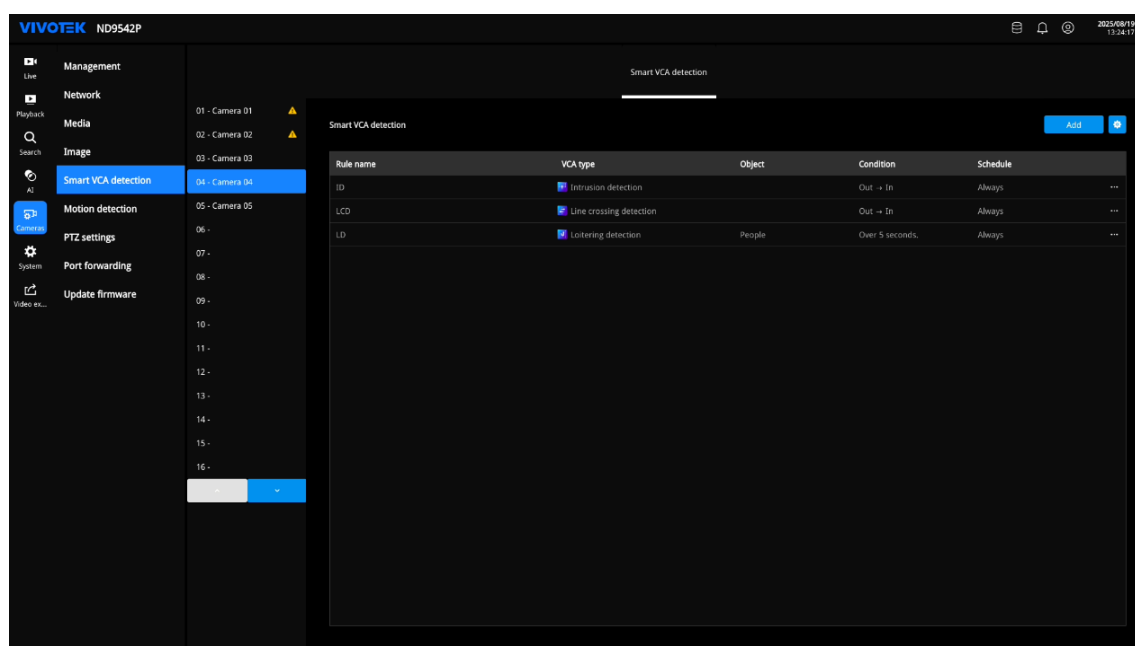 VIVOTEK ND9542P
2025/08/19
13:24:17
Live
Playback
Search
AI
Cameras
System
Video ex...
Management
Network
Media
Image
Smart VCA detection
Motion detection
PTZ settings
Port forwarding
Update firmware
01 - Camera 01
02 - Camera 02
03 - Camera 03
04 - Camera 04
05 - Camera 05
06 -
07 -
08 -
09 -
10 -
11 -
12 -
13 -
14 -
15 -
16 -
Smart VCA detection
Smart VCA detection Add
Rule name VCA type Object Condition Schedule
ID Intrusion detection Out → In Always ...
LCD Line crossing detection Out → In Always ...
LD Loitering detection People Over 5 seconds. Always ...